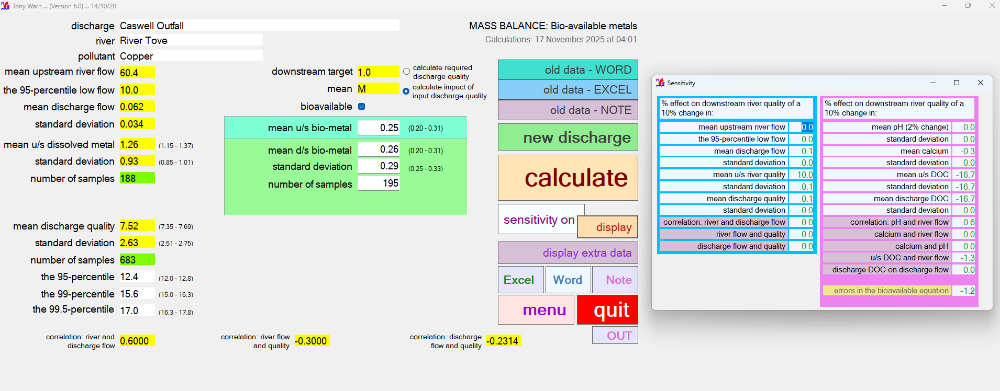 Tony Warn ... (Version 6.0) ... 14/10/20
discharge Caswell Outfall
river River Tove
pollutant Copper
mean upstream river flow 60.4
the 95-percentile low flow 10.0
mean discharge flow 0.062
standard deviation 0.034
mean u/s dissolved metal 1.26 (1.15 - 1.37)
standard deviation 0.93 (0.85 - 1.01)
number of samples 188
mean discharge quality 7.52 (7.35 - 7.69)
standard deviation 2.63 (2.51 - 2.75)
number of samples 683
the 95-percentile 12.4 (12.0 - 12.8)
the 99-percentile 15.6 (15.0 - 16.3)
the 99.5-percentile 17.0 (16.3 - 17.8)
correlation: river and
discharge flow 0.6000
correlation: river flow
and quality -0.3000
correlation: discharge
flow and quality -0.2314
downstream target 1.0
mean M
bioavailable
calculate required
discharge quality
calculate impact of
input discharge quality
mean u/s bio-metal 0.25 (0.20 - 0.31)
mean d/s bio-metal 0.26 (0.20 - 0.31)
standard deviation 0.29 (0.25 - 0.33)
number of samples 195
MASS BALANCE: Bio-available metals
Calculations: 17 November 2025 at 04:01
old data - WORD
old data - EXCEL
old data - NOTE
new discharge
calculate
sensitivity on
display
display extra data
Excel Word Note
menu quit
OUT
Sensitivity
% effect on downstream river quality of a
10% change in:
mean upstream river flow 0.0
the 95-percentile low flow 0.0
mean discharge flow 0.1
standard deviation 0.0
mean u/s river quality 10.0
standard deviation 0.1
mean discharge quality 0.1
standard deviation 0.0
correlation: river and discharge flow 0.0
river flow and quality 0.0
discharge flow and quality 0.0
% effect on downstream river quality of a
10% change in:
mean pH (2% change) 0.0
standard deviation 0.0
mean calcium -0.3
standard deviation 0.0
mean u/s DOC -16.7
standard deviation -16.7
mean discharge DOC -16.7
standard deviation 0.0
correlation: pH and river flow 0.6
calcium and river flow 0.0
calcium and pH 0.0
u/s DOC and river flow -1.3
discharge DOC on discharge flow 0.0
errors in the bioavailable equation -1.2